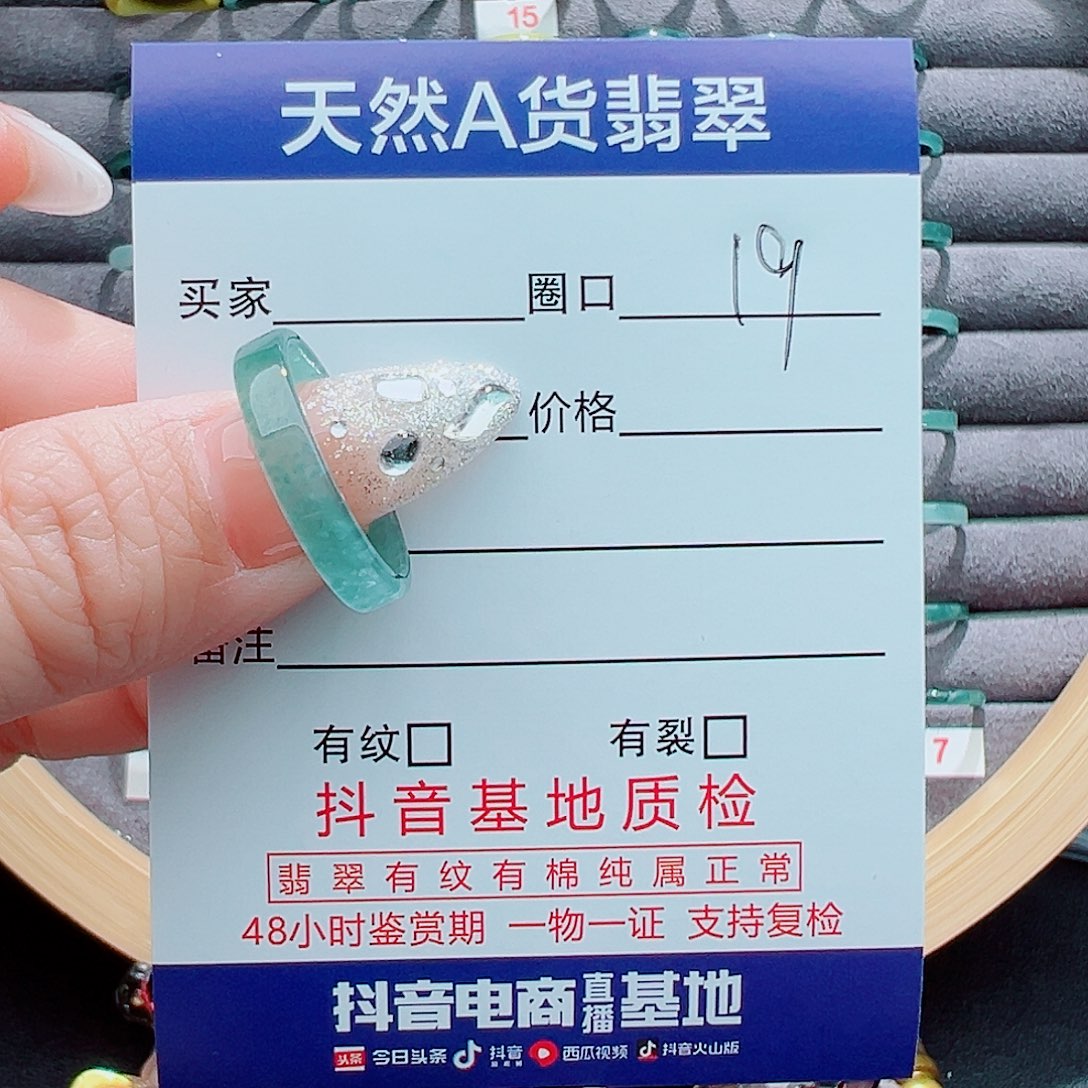 15
天然A货翡翠
买家 圈口 19
价格
备注
有纹 有裂
7
抖音基地质检
翡翠有纹有棉纯属正常
48小时鉴赏期 一物一证 支持复检
抖音电商直播基地
头条 今日头条 抖音 西瓜视频 抖音火山版